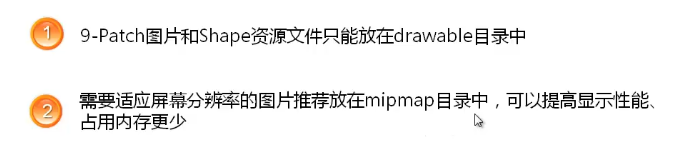 1 9-Patch图片和Shape资源文件只能放在drawable目录中
2 需要适应屏幕分辨率的图片推荐放在mipmap目录中，可以提高显示性能、
占用内存更少